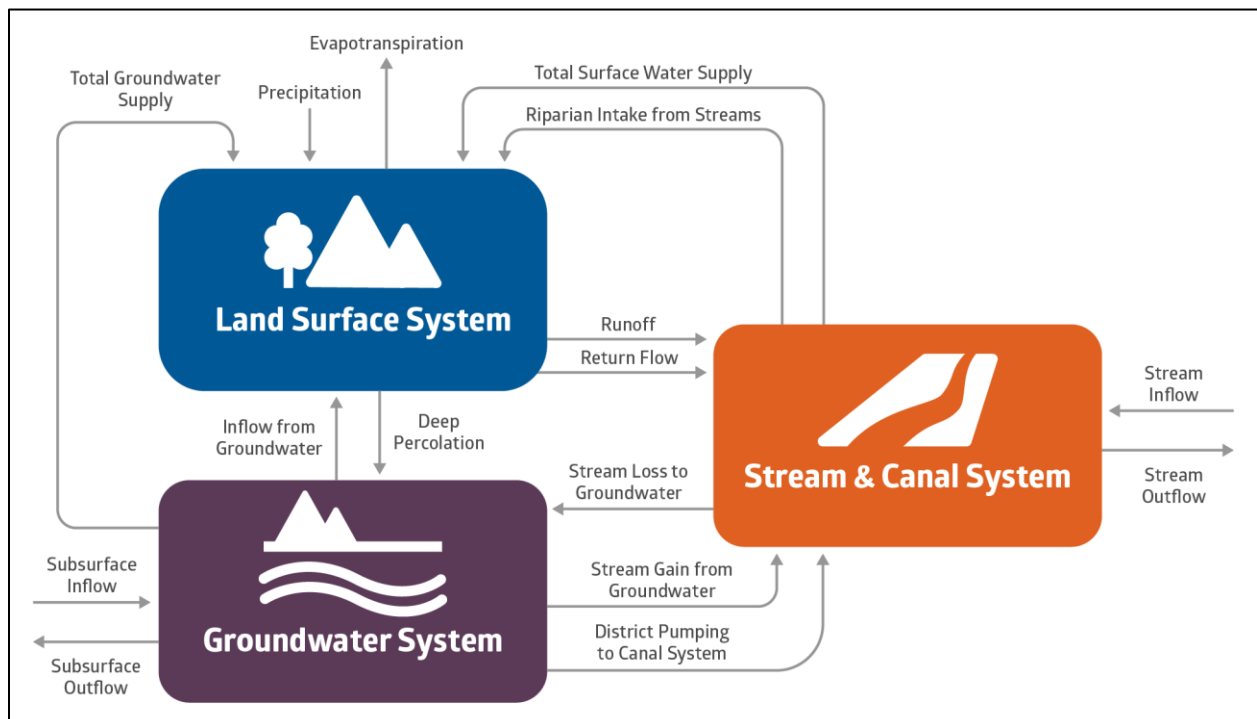 Evapotranspiration
Total Groundwater
Supply
Precipitation
Total Surface Water Supply
Riparian Intake from Streams
Land Surface System
Runoff
Return Flow
Inflow from
Groundwater
Deep
Percolation
Stream
Inflow
Stream & Canal System
Stream
Outflow
Stream Loss to
Groundwater
Subsurface
Inflow
Groundwater System
Stream Gain from
Groundwater
District Pumping
to Canal System
Subsurface
Outflow